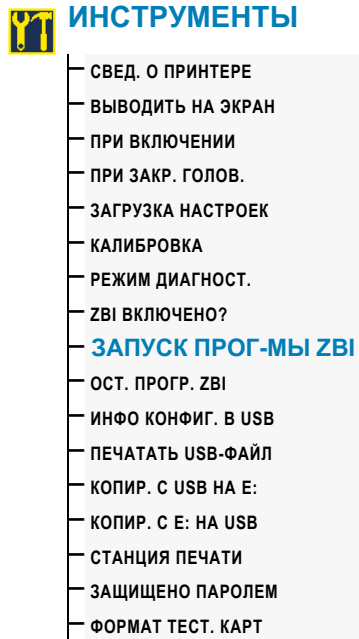 ИНСТРУМЕНТЫ
СВЕД. О ПРИНТЕРЕ
ВЫВОДИТЬ НА ЭКРАН
ПРИ ВКЛЮЧЕНИИ
ПРИ ЗАКР. ГОЛОВ.
ЗАГРУЗКА НАСТРОЕК
КАЛИБРОВКА
РЕЖИМ ДИАГНОСТ.
ZBI ВКЛЮЧЕНО?
ЗАПУСК ПРОГ-МЫ ZBI
ОСТ. ПРОГР. ZBI
ИНФО КОНФИГ. В USB
ПЕЧАТАТЬ USB-ФАЙЛ
КОПИР. С USB НА E:
КОПИР. С E: НА USB
СТАНЦИЯ ПЕЧАТИ
ЗАЩИЩЕНО ПАРОЛЕМ
ФОРМАТ ТЕСТ. КАРТ